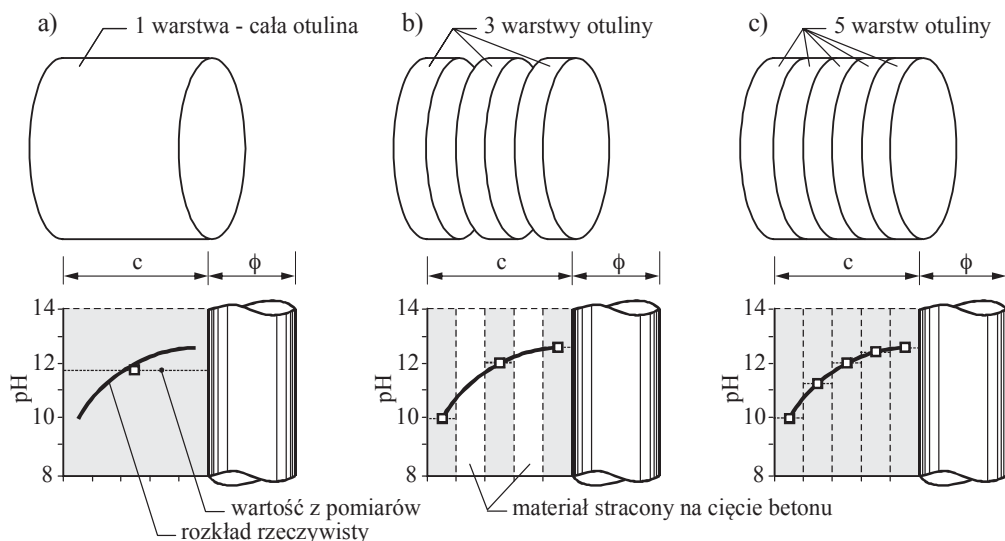 a) 1 warstwa - cała otulina
b) 3 warstwy otuliny
c) 5 warstw otuliny
c ϕ
c ϕ
c ϕ
14
12
10
8
pH
14
12
10
8
pH
14
12
10
8
pH
wartość z pomiarów
rozkład rzeczywisty
materiał stracony na cięcie betonu